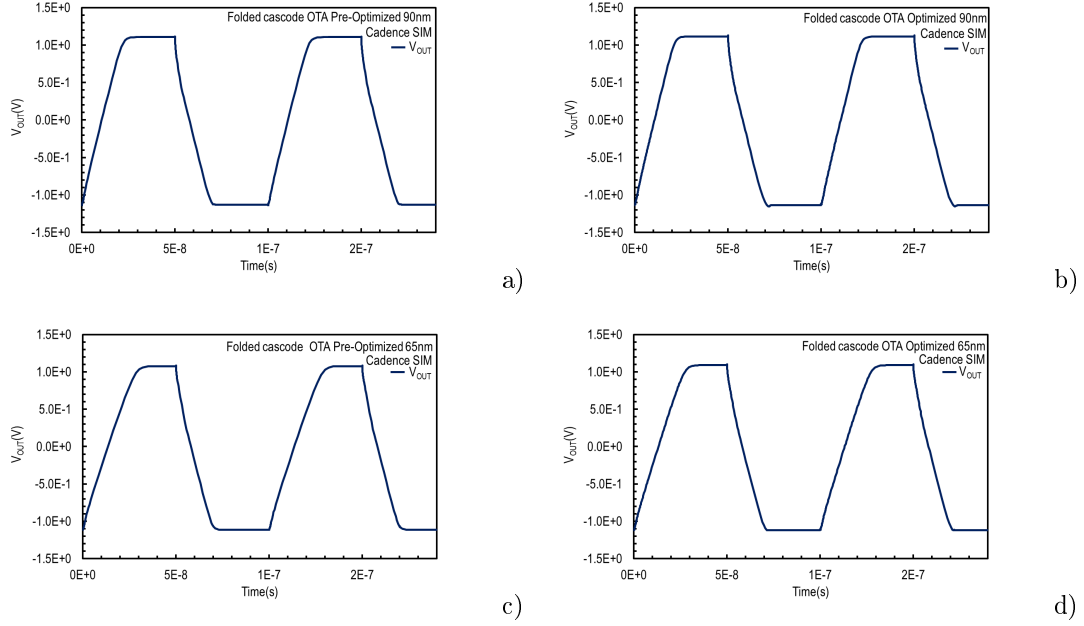 Folded cascode OTA Pre-Optimized 90nm
Cadence SIM
VOUT
1.5E+0
1.0E+0
5.0E-1
0.0E+0
-5.0E-1
-1.0E+0
-1.5E+0
VOUT(V)
0E+0 5E-8 1E-7 2E-7
Time(s)
a)
Folded cascode OTA Optimized 90nm
Cadence SIM
VOUT
1.5E+0
1.0E+0
5.0E-1
0.0E+0
-5.0E-1
-1.0E+0
-1.5E+0
VOUT(V)
0E+0 5E-8 1E-7 2E-7
Time(s)
b)
Folded cascode OTA Pre-Optimized 65nm
Cadence SIM
VOUT
1.5E+0
1.0E+0
5.0E-1
0.0E+0
-5.0E-1
-1.0E+0
-1.5E+0
VOUT(V)
0E+0 5E-8 1E-7 2E-7
Time(s)
c)
Folded cascode OTA Optimized 65nm
Cadence SIM
VOUT
1.5E+0
1.0E+0
5.0E-1
0.0E+0
-5.0E-1
-1.0E+0
-1.5E+0
VOUT(V)
0E+0 5E-8 1E-7 2E-7
Time(s)
d)